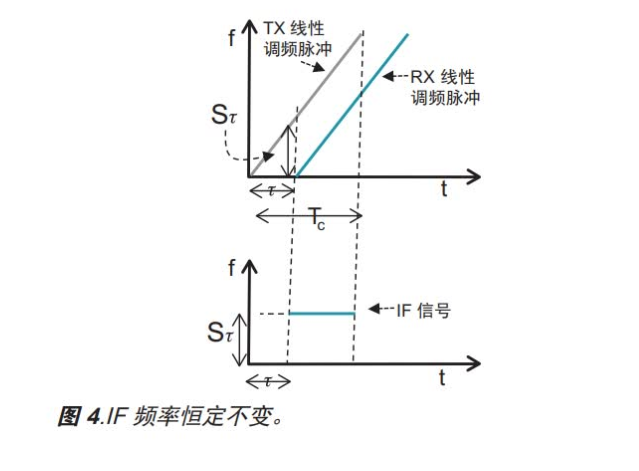 f
TX 线性
调频脉冲
RX 线性
调频脉冲
Sτ
τ
t
Tc
f
IF 信号
Sτ
τ
t
图 4.IF 频率恒定不变。